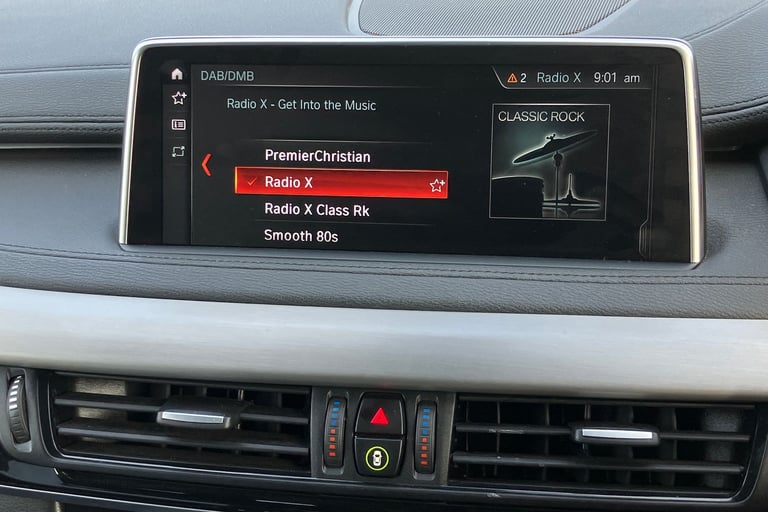 DAB/DMB
2 Radio X 9:01 am
Radio X - Get Into the Music
CLASSIC ROCK
PremierChristian
Radio X
Radio X Class Rk
Smooth 80s